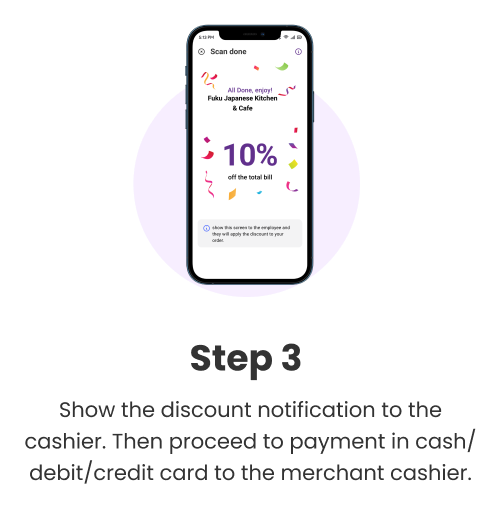 5:13 PM
Scan done
All Done, enjoy!
Fuku Japanese Kitchen
& Cafe
10%
off the total bill
show this screen to the employee and
they will apply the discount to your
order.
Step 3
Show the discount notification to the
cashier. Then proceed to payment in cash/
debit/credit card to the merchant cashier.